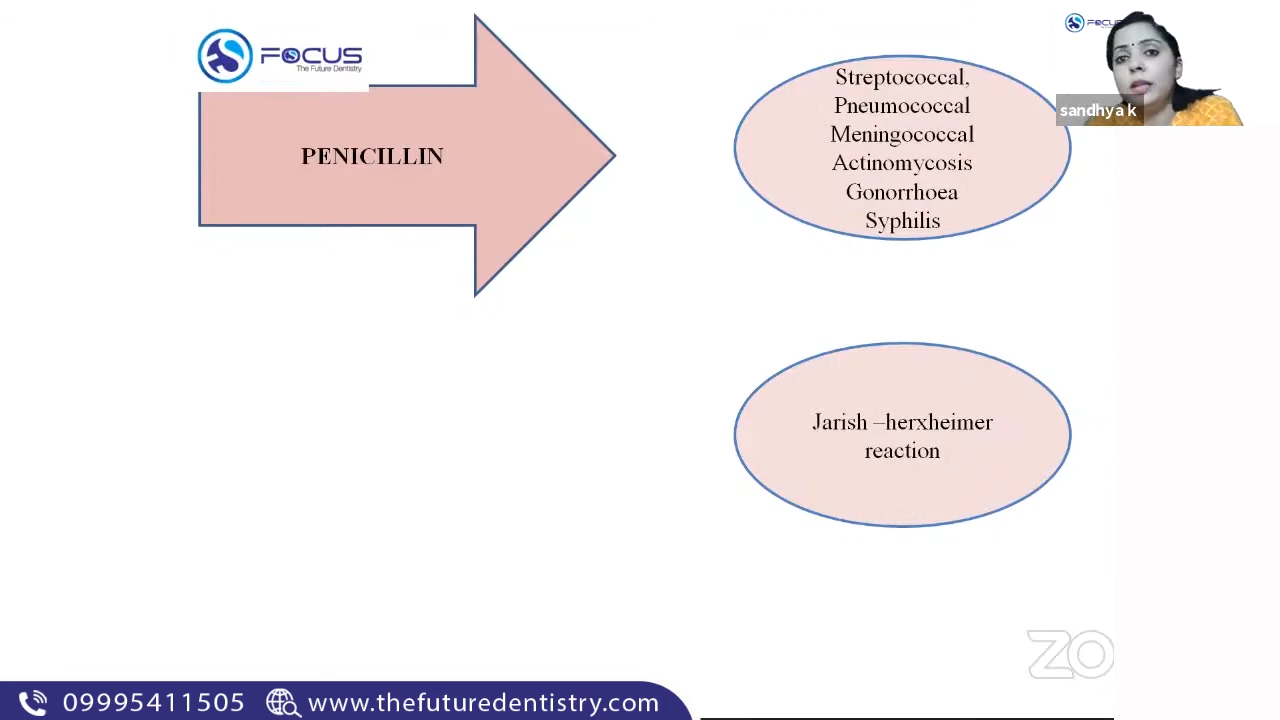 FOCUS
The Future Dentistry
PENICILLIN
Streptococcal,
Pneumococcal
Meningococcal
Actinomycosis
Gonorrhoea
Syphilis
Jarish –herxheimer
reaction
FOCUS
sandhya k
ZO
09995411505
www.thefuturedentistry.com